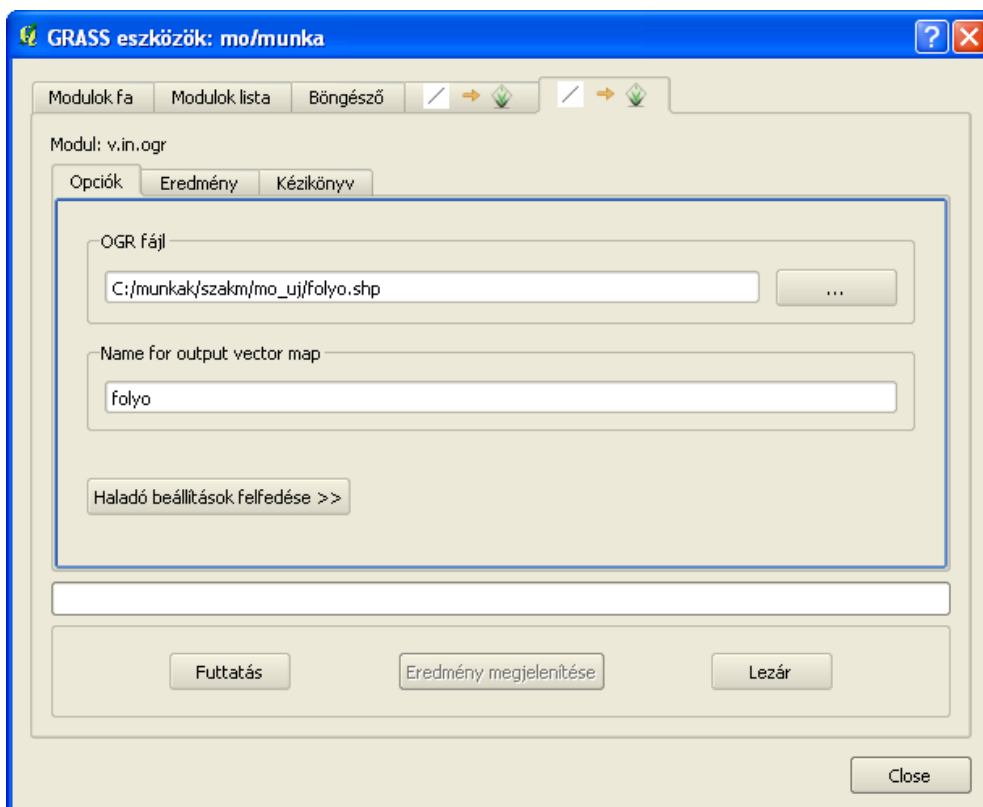 GRASS eszközök: mo/munka
Modulok fa
Modulok lista
Böngésző
Modul: v.in.ogr
Opciók
Eredmény
Kézikönyv
OGR fájl
C:/munkak/szakm/mo_uj/folyo.shp
...
Name for output vector map
folyo
Haladó beállítások felfedése >>
Futtatás
Eredmény megjelenítése
Lezár
Close